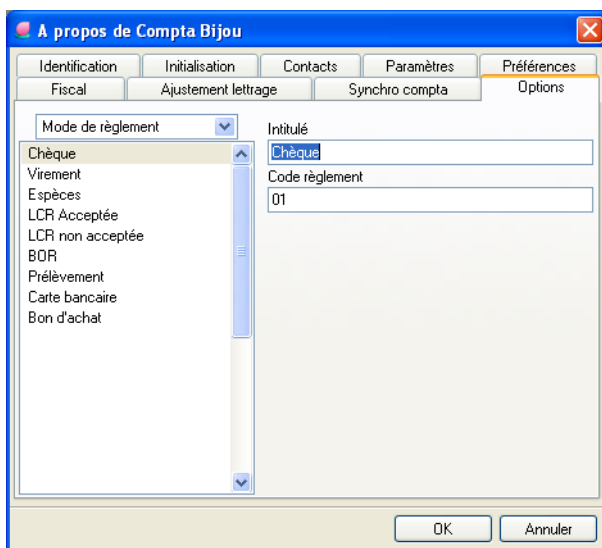 A propos de Compta Bijou
Identification
Initialisation
Contacts
Paramètres
Préférences
Fiscal
Ajustement lettrage
Synchro compta
Options
Mode de règlement
Chèque
Virement
Espèces
LCR Acceptée
LCR non acceptée
BOR
Prélèvement
Carte bancaire
Bon d'achat
Intitulé
Chèque
Code règlement
01
OK
Annuler